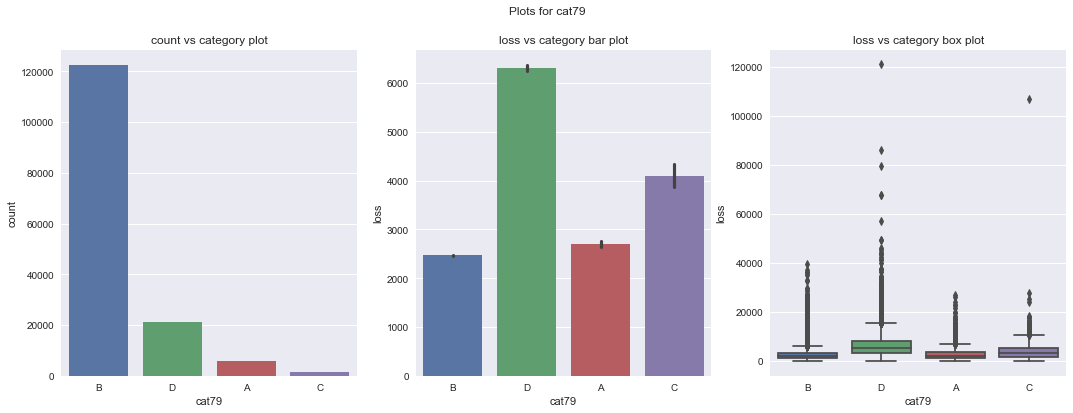 Plots for cat79
count vs category plot
120000
100000
80000
60000
40000
20000
0
count
B D A C
cat79
loss vs category bar plot
6000
5000
4000
3000
2000
1000
0
loss
B D A C
cat79
loss vs category box plot
120000
100000
80000
60000
40000
20000
0
loss
B D A C
cat79